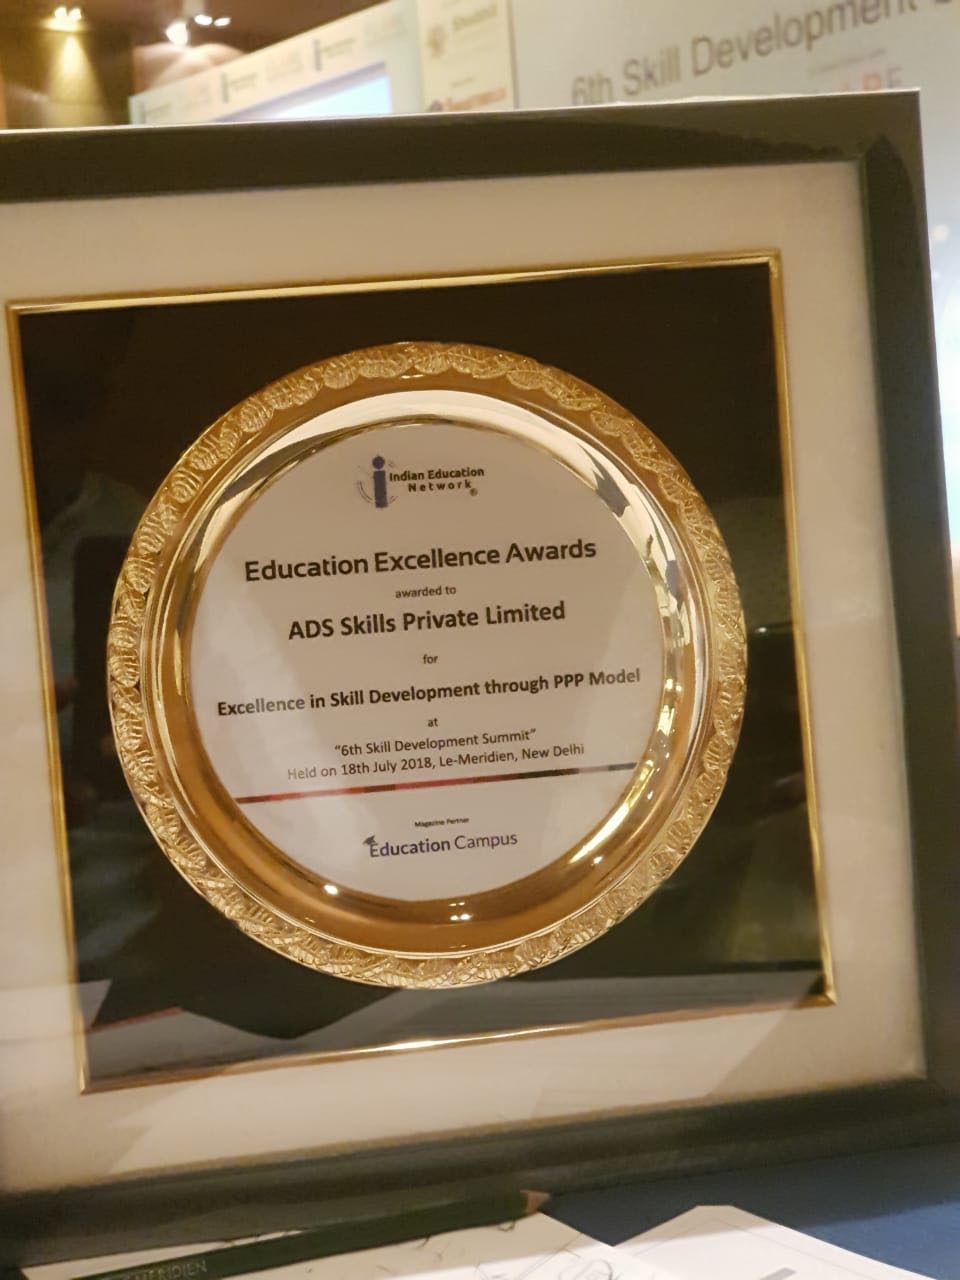 6th Skill Development
Indian Education
Network®
Education Excellence Awards
awarded to
ADS Skills Private Limited
for
Excellence in Skill Development through PPP Model
at
"6th Skill Development Summit"
Held on 18th July 2018, Le-Meridien, New Delhi
Magazine Partner
Education Campus
MERIDIEN